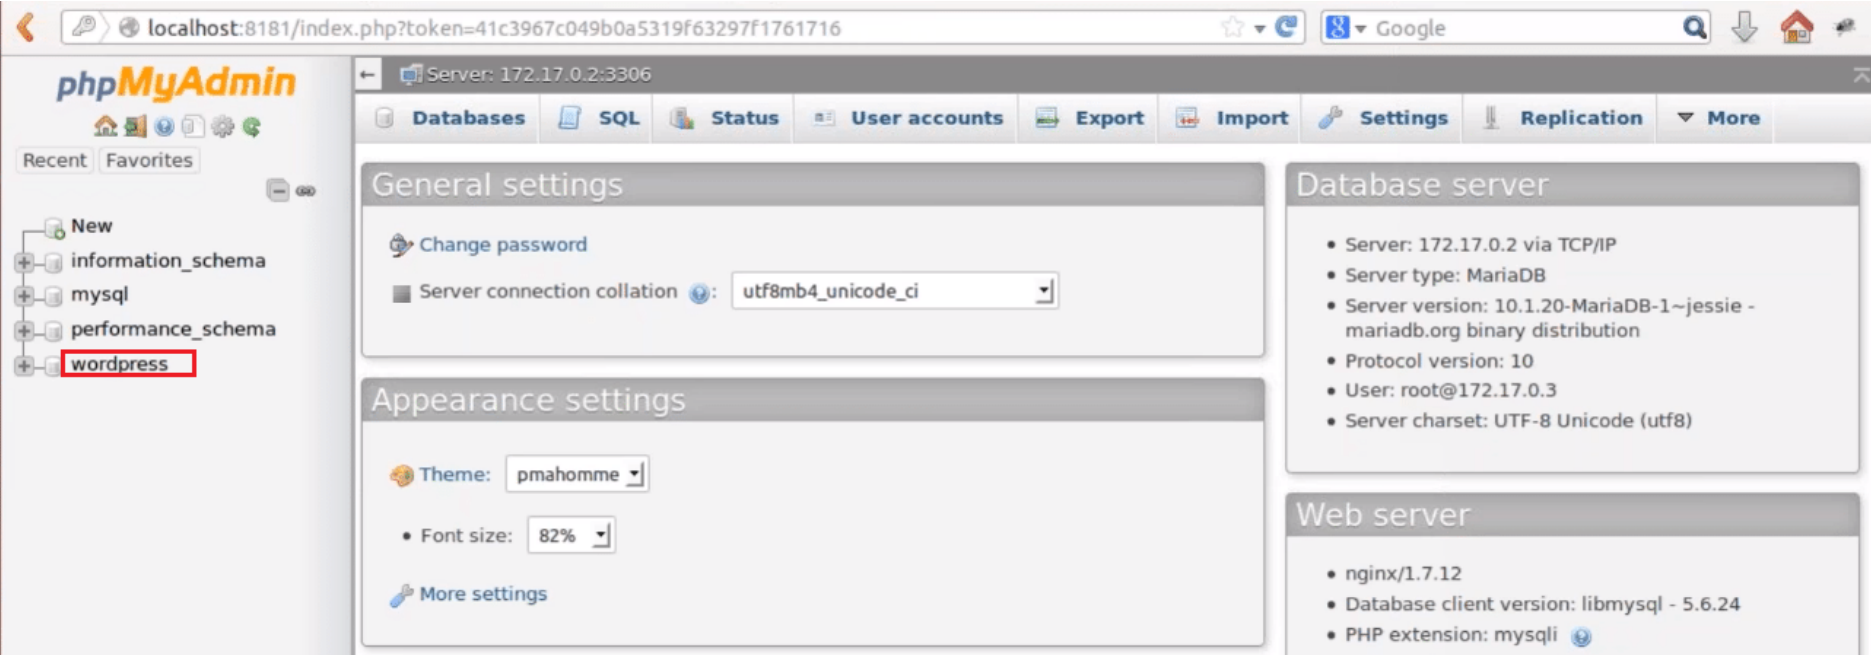 localhost:8181/index.php?token=41c3967c049b0a5319f63297f1761716
8 Google
phpMyAdmin
Recent Favorites
New
information_schema
mysql
performance_schema
wordpress
Server: 172.17.0.2:3306
Databases SQL Status User accounts Export Import Settings Replication More
General settings
Change password
Server connection collation : utf8mb4_unicode_ci
Appearance settings
Theme: pmahomme
• Font size: 82%
More settings
Database server
• Server: 172.17.0.2 via TCP/IP
• Server type: MariaDB
• Server version: 10.1.20-MariaDB-1~jessie -
mariadb.org binary distribution
• Protocol version: 10
• User: root@172.17.0.3
• Server charset: UTF-8 Unicode (utf8)
Web server
• nginx/1.7.12
• Database client version: libmysql - 5.6.24
• PHP extension: mysqli